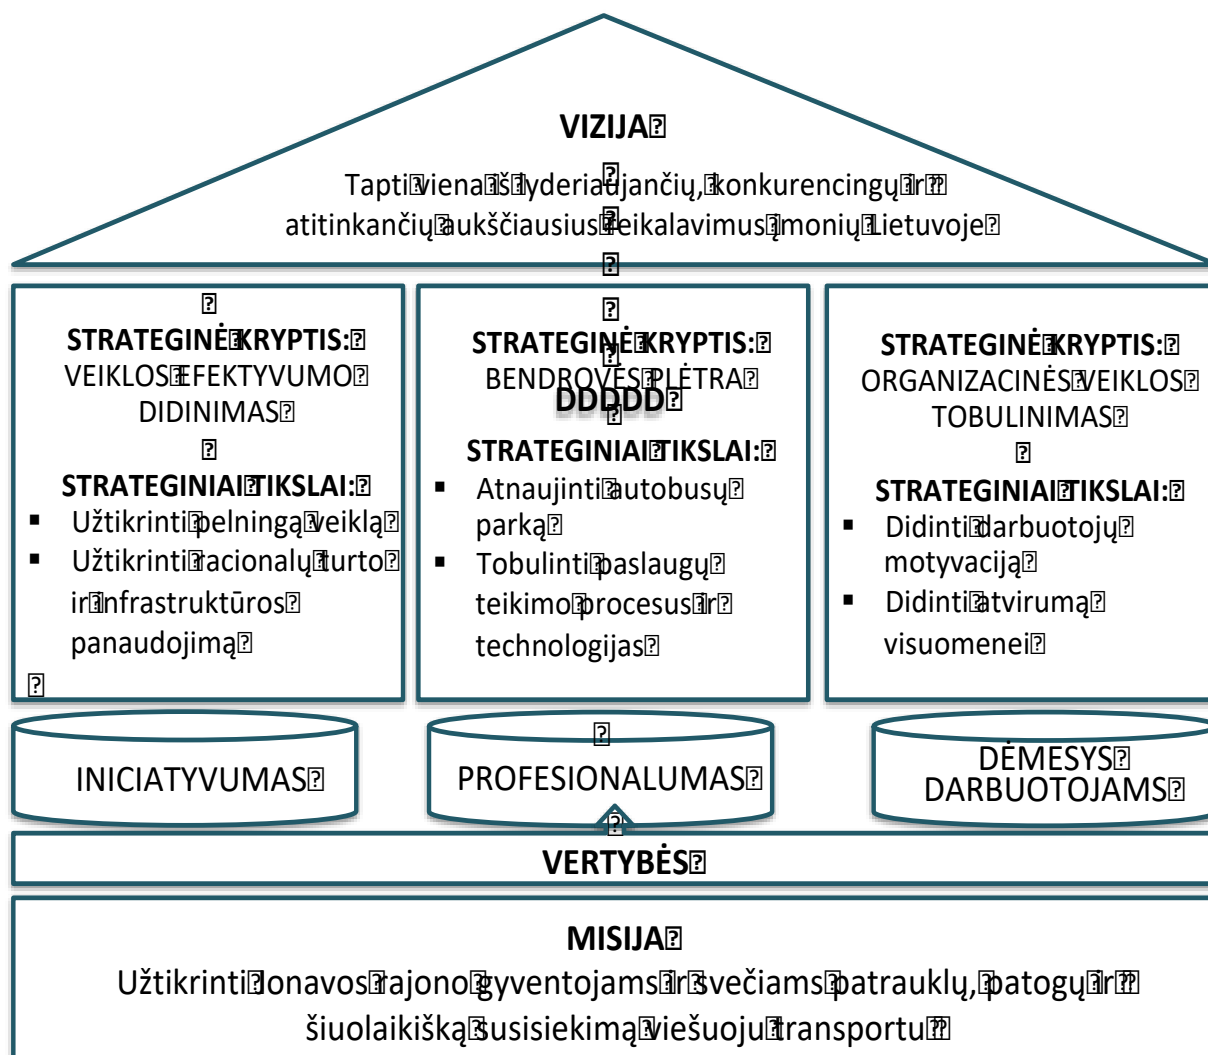 VIZIJA
Tapti viena iš lyderiaujančių, konkurencingų ir
atitinkančių aukščiausius reikalavimus įmonių Lietuvoje
STRATEGINĖ KRYPTIS:
VEIKLOS EFEKTYVUMO
DIDINIMAS
STRATEGINIAI TIKSLAI:
▪ Užtikrinti pelningą veiklą
▪ Užtikrinti racionalų turto
ir infrastruktūros
panaudojimą
STRATEGINĖ KRYPTIS:
BENDROVĖS PLĖTRA
DDDDD
STRATEGINIAI TIKSLAI:
▪ Atnaujinti autobusų
parką
▪ Tobulinti paslaugų
teikimo procesus ir
technologijas
STRATEGINĖ KRYPTIS:
ORGANIZACINĖS VEIKLOS
TOBULINIMAS
STRATEGINIAI TIKSLAI:
▪ Didinti darbuotojų
motyvaciją
▪ Didinti atvirumą
visuomenei
INICIATYVUMAS
PROFESIONALUMAS
DĖMESYS
DARBUOTOJAMS
VERTYBĖS
MISIJA
Užtikrinti Jonavos rajono gyventojams ir svečiams patrauklų, patogų ir
šiuolaikišką susisiekimą viešuoju transportu